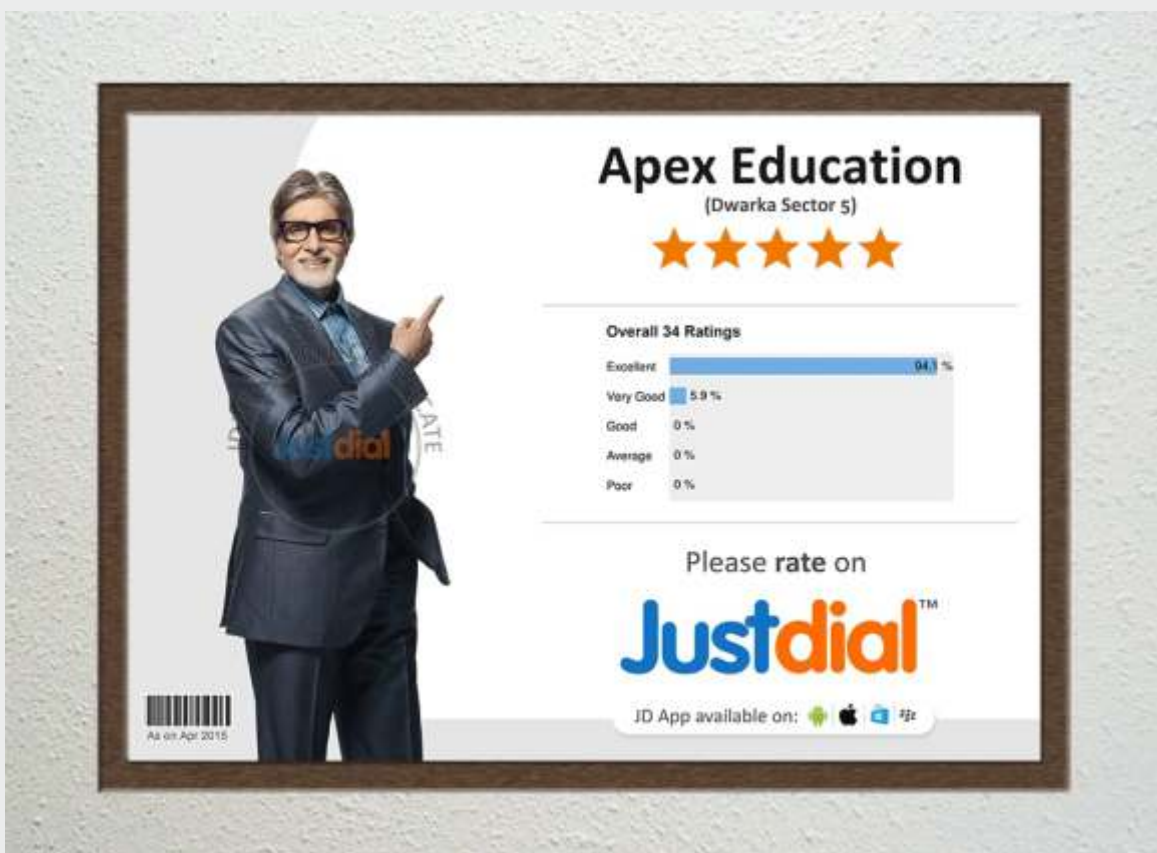 Apex Education
(Dwarka Sector 5)
Overall 34 Ratings
Excellent 94.1 %
Very Good 5.9 %
Good 0 %
Average 0 %
Poor 0 %
Please rate on
Justdial™
JD App available on:
Justdial
CATE
As on Apr 2015